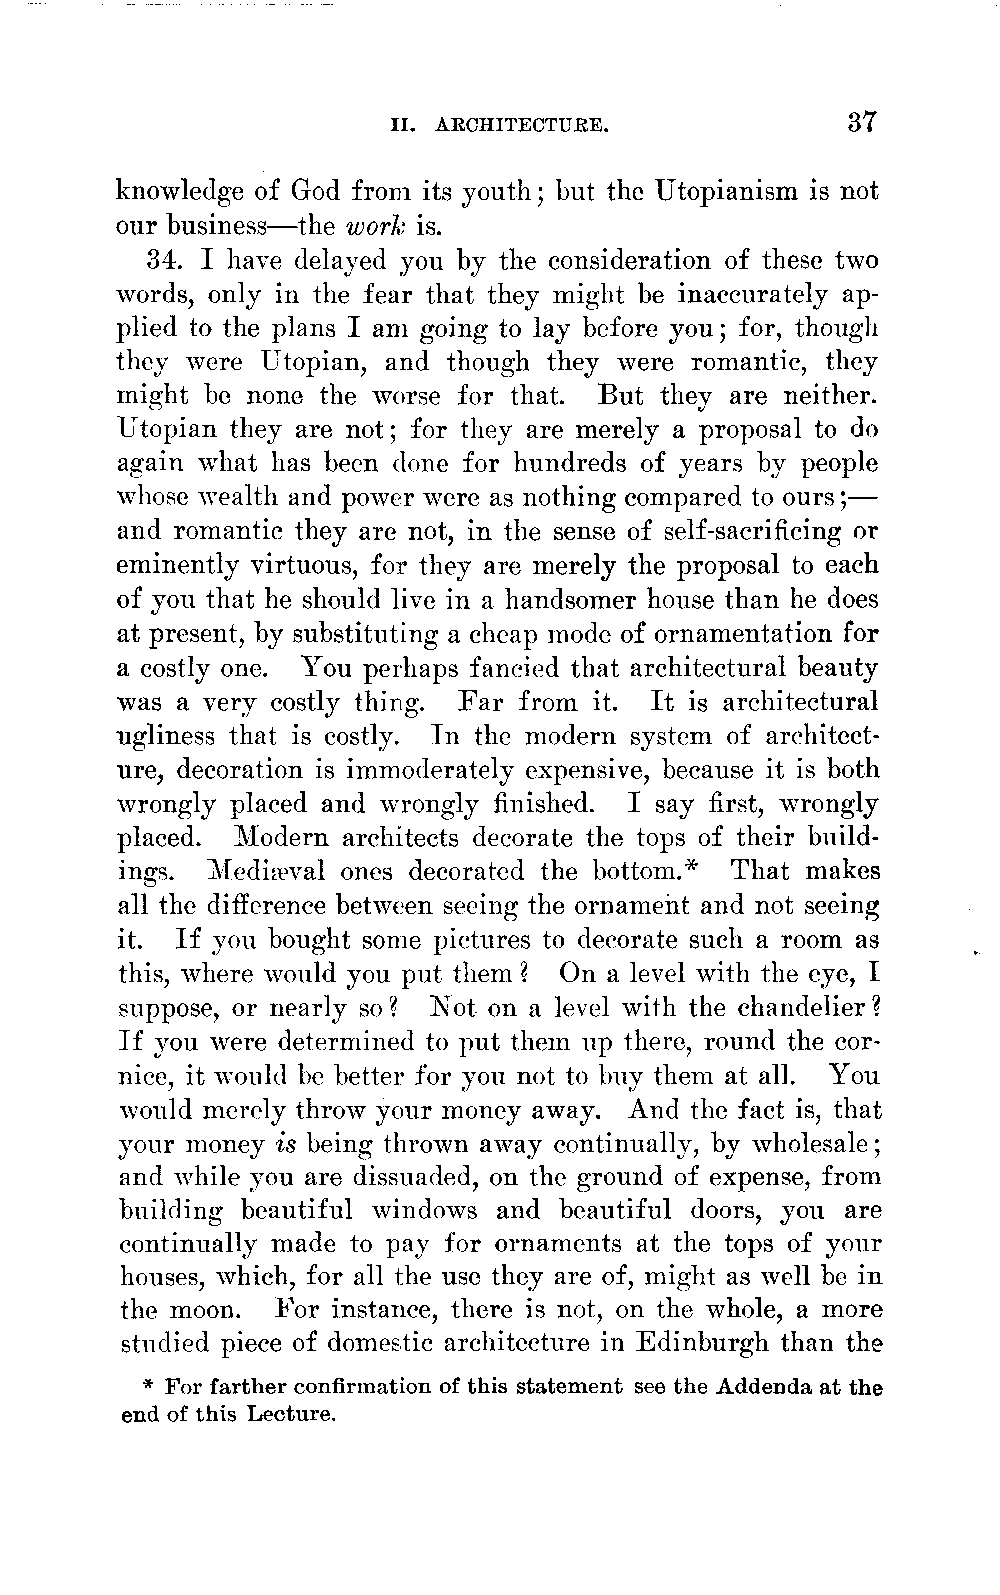 II. ARCHITECTURE. 37
knowledge of God from its youth; but the Utopianism is not
our business—the work is.
34. I have delayed you by the consideration of these two
words, only in the fear that they might be inaccurately ap-
plied to the plans I am going to lay before you; for, though
they were Utopian, and though they were romantic, they
might be none the worse for that. But they are neither.
Utopian they are not; for they are merely a proposal to do
again what has been done for hundreds of years by people
whose wealth and power were as nothing compared to ours;—
and romantic they are not, in the sense of self-sacrificing or
eminently virtuous, for they are merely the proposal to each
of you that he should live in a handsomer house than he does
at present, by substituting a cheap mode of ornamentation for
a costly one. You perhaps fancied that architectural beauty
was a very costly thing. Far from it. It is architectural
ugliness that is costly. In the modern system of architect-
ure, decoration is immoderately expensive, because it is both
wrongly placed and wrongly finished. I say first, wrongly
placed. Modern architects decorate the tops of their build-
ings. Mediæval ones decorated the bottom.* That makes
all the difference between seeing the ornament and not seeing
it. If you bought some pictures to decorate such a room as
this, where would you put them? On a level with the eye, I
suppose, or nearly so? Not on a level with the chandelier?
If you were determined to put them up there, round the cor-
nice, it would be better for you not to buy them at all. You
would merely throw your money away. And the fact is, that
your money is being thrown away continually, by wholesale;
and while you are dissuaded, on the ground of expense, from
building beautiful windows and beautiful doors, you are
continually made to pay for ornaments at the tops of your
houses, which, for all the use they are of, might as well be in
the moon. For instance, there is not, on the whole, a more
studied piece of domestic architecture in Edinburgh than the
* For farther confirmation of this statement see the Addenda at the
end of this Lecture.